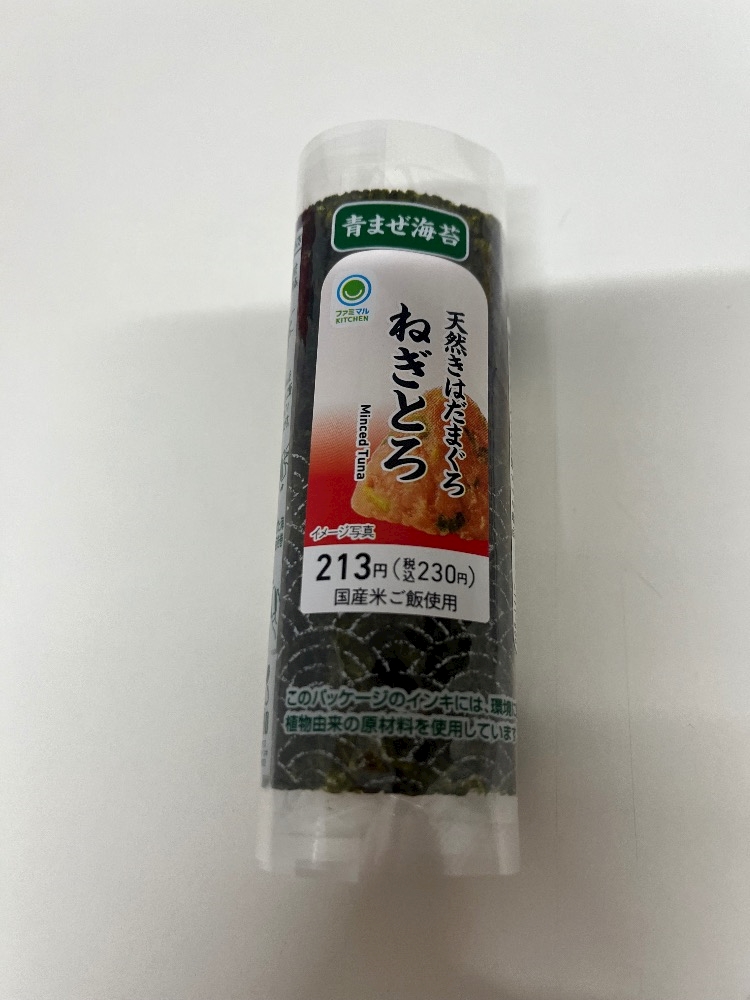 青まぜ海苔
ファミマル
KITCHEN
天然きはだまぐろ
ねぎとろ
Minced Tuna
イメージ写真
213円(税込230円)
国産米ご飯使用
このパッケージのインキには、環境に
植物由来の原材料を使用しています